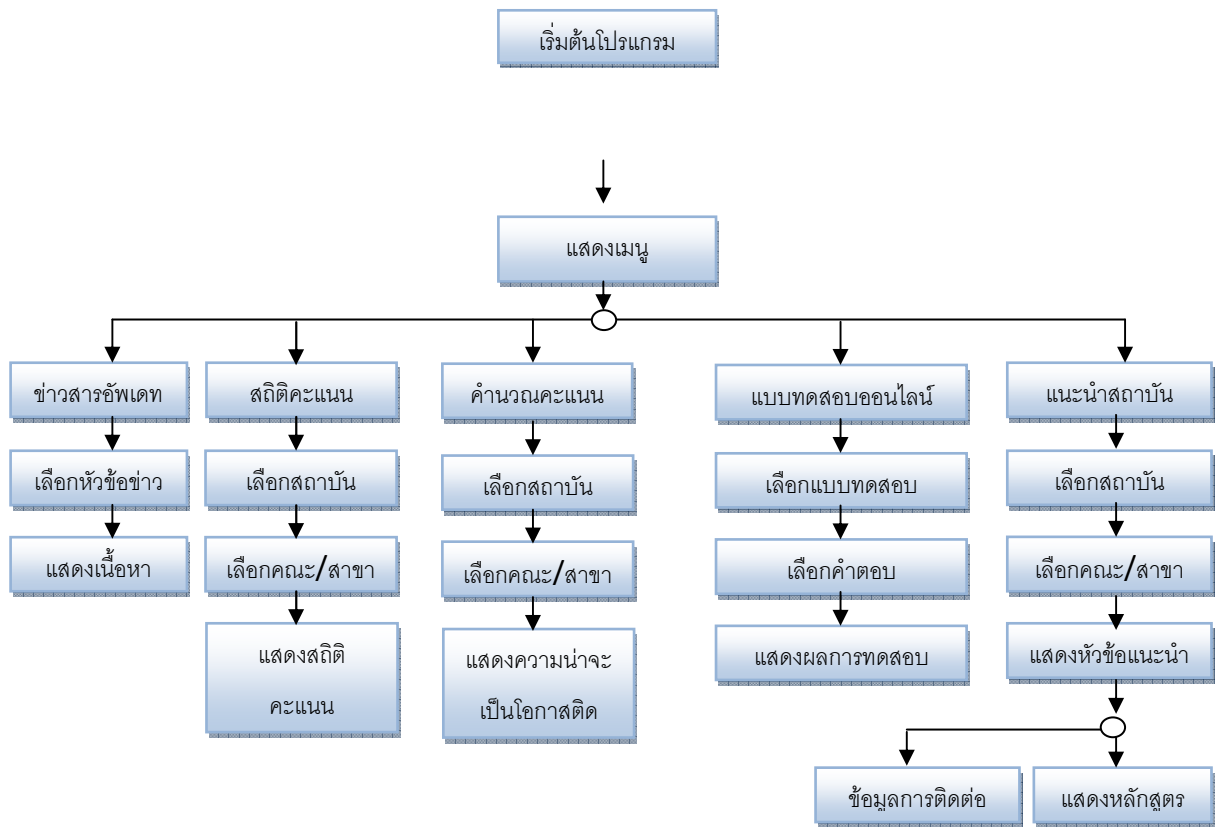 เริ่มต้นโปรแกรม
แสดงเมนู
ข่าวสารอัพเดท
สถิติคะแนน
คำนวณคะแนน
แบบทดสอบออนไลน์
แนะนำสถาบัน
เลือกหัวข้อข่าว
เลือกสถาบัน
เลือกสถาบัน
เลือกแบบทดสอบ
เลือกสถาบัน
แสดงเนื้อหา
เลือกคณะ/สาขา
เลือกคณะ/สาขา
เลือกคำตอบ
เลือกคณะ/สาขา
แสดงสถิติ
คะแนน
แสดงความน่าจะ
เป็นโอกาสติด
แสดงผลการทดสอบ
แสดงหัวข้อแนะนำ
ข้อมูลการติดต่อ
แสดงหลักสูตร